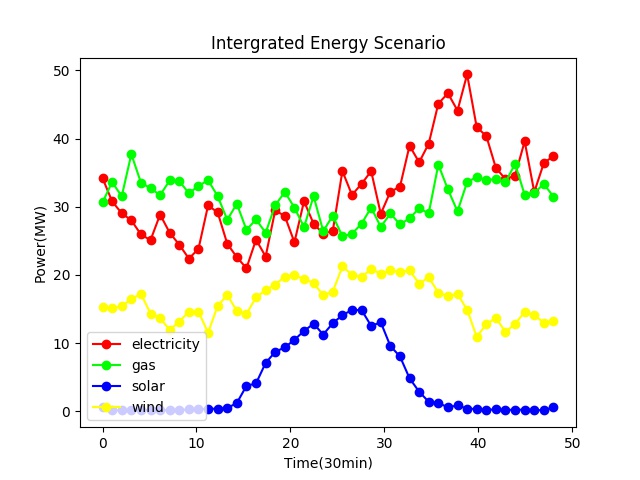 Intergrated Energy Scenario
Power(MW)
50
40
30
20
10
0
electricity
gas
solar
wind
0 10 20 30 40 50
Time(30min)